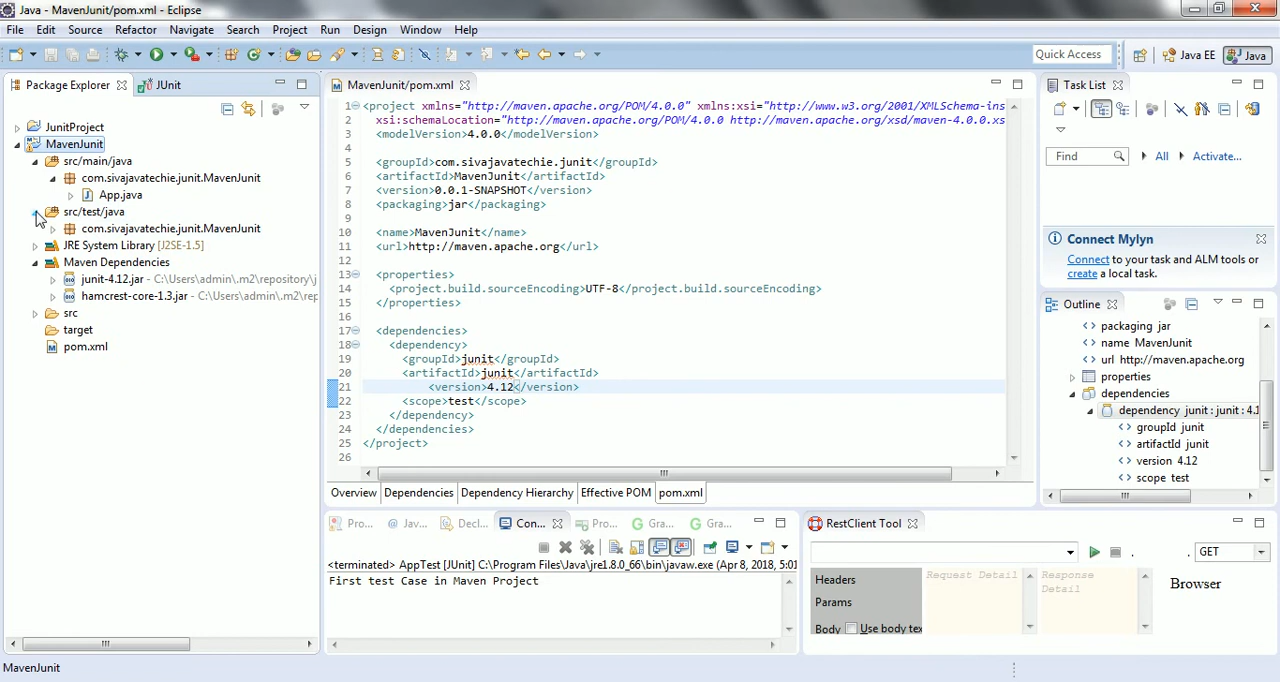 Java - MavenJunit/pom.xml - Eclipse
File Edit Source Refactor Navigate Search Project Run Design Window Help
Quick Access
Java EE
Java
Package Explorer
JUnit
JunitProject
MavenJunit
src/main/java
com.sivajavatechie.junit.MavenJunit
App.java
src/test/java
com.sivajavatechie.junit.MavenJunit
JRE System Library [J2SE-1.5]
Maven Dependencies
junit-4.12.jar - C:\Users\admin\.m2\repository\j
hamcrest-core-1.3.jar - C:\Users\admin\.m2\rep
src
target
pom.xml
MavenJunit/pom.xml
1 <project xmlns="http://maven.apache.org/POM/4.0.0" xmlns:xsi="http://www.w3.org/2001/XMLSchema-ins
2 xsi:schemaLocation="http://maven.apache.org/POM/4.0.0 http://maven.apache.org/xsd/maven-4.0.0.xs
3 <modelVersion>4.0.0</modelVersion>
4
5 <groupId>com.sivajavatechie.junit</groupId>
6 <artifactId>MavenJunit</artifactId>
7 <version>0.0.1-SNAPSHOT</version>
8 <packaging>jar</packaging>
9
10 <name>MavenJunit</name>
11 <url>http://maven.apache.org</url>
12
13 <properties>
14 <project.build.sourceEncoding>UTF-8</project.build.sourceEncoding>
15 </properties>
16
17 <dependencies>
18 <dependency>
19 <groupId>junit</groupId>
20 <artifactId>junit</artifactId>
21 <version>4.12</version>
22 <scope>test</scope>
23 </dependency>
24 </dependencies>
25 </project>
26
Overview Dependencies Dependency Hierarchy Effective POM pom.xml
Task List
Find
All
Activate...
Connect Mylyn
Connect to your task and ALM tools or
create a local task.
Outline
packaging jar
name MavenJunit
url http://maven.apache.org
properties
dependencies
dependency junit : junit : 4.1
groupId junit
artifactId junit
version 4.12
scope test
Pro... Jav... Decl... Con... Pro... Gra... Gra...
<terminated> AppTest [JUnit] C:\Program Files\Java\jre1.8.0_66\bin\javaw.exe (Apr 8, 2018, 5:01
First test Case in Maven Project
RestClient Tool
GET
Headers
Params
Body Use body tex
Request Detail
Response
Detail
Browser
MavenJunit